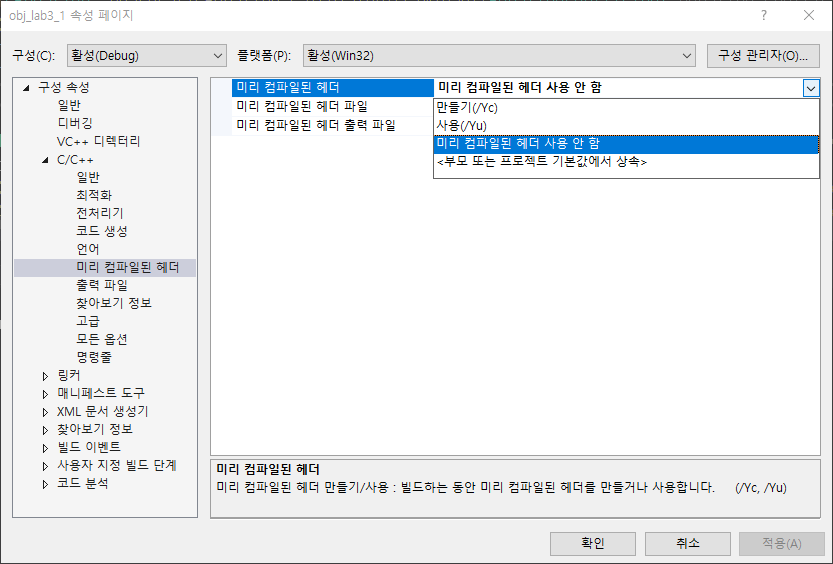 obj_lab3_1 속성 페이지
?
구성(C): 활성(Debug) 플랫폼(P): 활성(Win32) 구성 관리자(O)...
구성 속성
일반
디버깅
VC++ 디렉터리
C/C++
일반
최적화
전처리기
코드 생성
언어
미리 컴파일된 헤더
출력 파일
찾아보기 정보
고급
모든 옵션
명령줄
링커
매니페스트 도구
XML 문서 생성기
찾아보기 정보
빌드 이벤트
사용자 지정 빌드 단계
코드 분석
미리 컴파일된 헤더 미리 컴파일된 헤더 사용 안 함
미리 컴파일된 헤더 파일
미리 컴파일된 헤더 출력 파일
만들기(/Yc)
사용(/Yu)
미리 컴파일된 헤더 사용 안 함
<부모 또는 프로젝트 기본값에서 상속>
미리 컴파일된 헤더
미리 컴파일된 헤더 만들기/사용 : 빌드하는 동안 미리 컴파일된 헤더를 만들거나 사용합니다. (/Yc, /Yu)
확인 취소 적용(A)